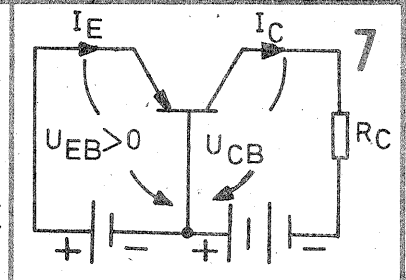 I_E I_C 7
U_EB>0 U_CB R_C
+ - + -